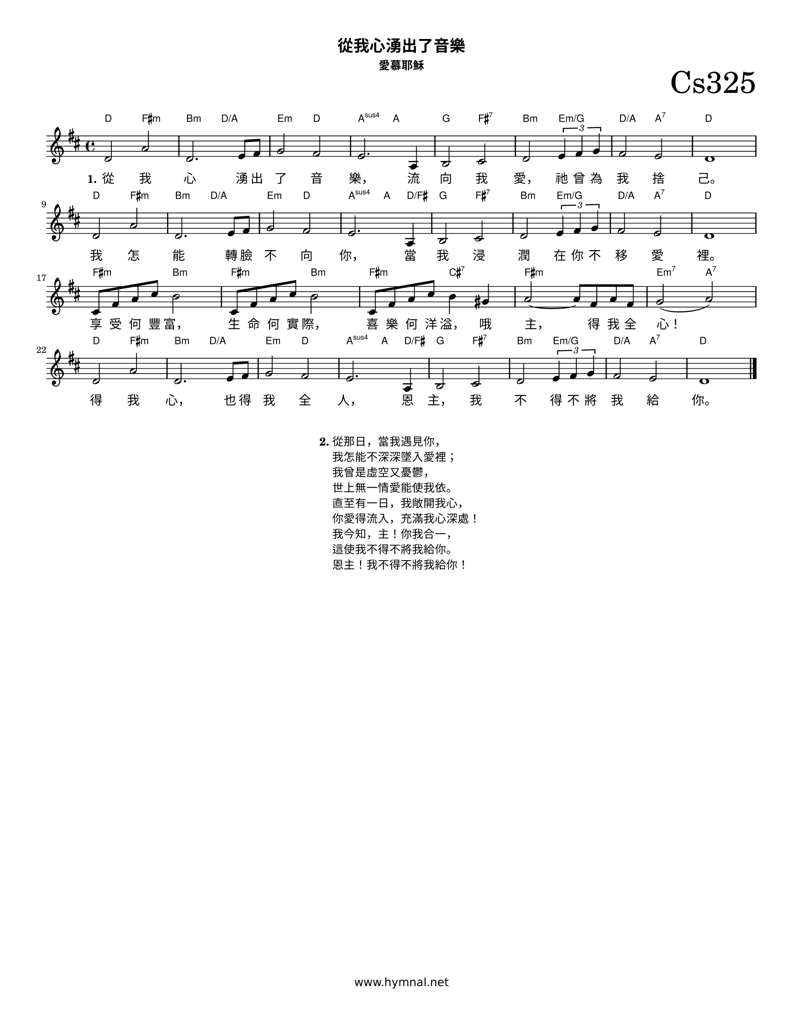 從我心湧出了音樂
愛慕耶穌
Cs325
D F♯m Bm D/A Em D Asus4 A G F♯7 Bm Em/G D/A A7 D
3
1. 從 我 心 湧出 了 音 樂, 流 向 我 愛, 祂 曾 為 我 捨 己。
9
D F♯m Bm D/A Em D Asus4 A D/F♯ G F♯7 Bm Em/G D/A A7 D
3
我 怎 能 轉臉 不 向 你, 當 我 浸 潤 在 你 不 移 愛 裡。
17
F♯m Bm F♯m Bm F♯m C♯7 F♯m Em7 A7
享 受 何 豐 富, 生 命 何 實 際, 喜 樂 何 洋 溢, 哦 主, 得 我 全 心!
22
D F♯m Bm D/A Em D Asus4 A D/F♯ G F♯7 Bm Em/G D/A A7 D
3
得 我 心, 也 得 我 全 人, 恩 主, 我 不 得 不 將 我 給 你。
2. 從那日,當我遇見你,
我怎能不深深墜入愛裡;
我曾是虛空又憂鬱,
世上無一情愛能使我依。
直至有一日,我敞開我心,
你愛得流入,充滿我心深處!
我今知,主!你我合一,
這使我不得不將我給你。
恩主!我不得不將我給你!
www.hymnal.net